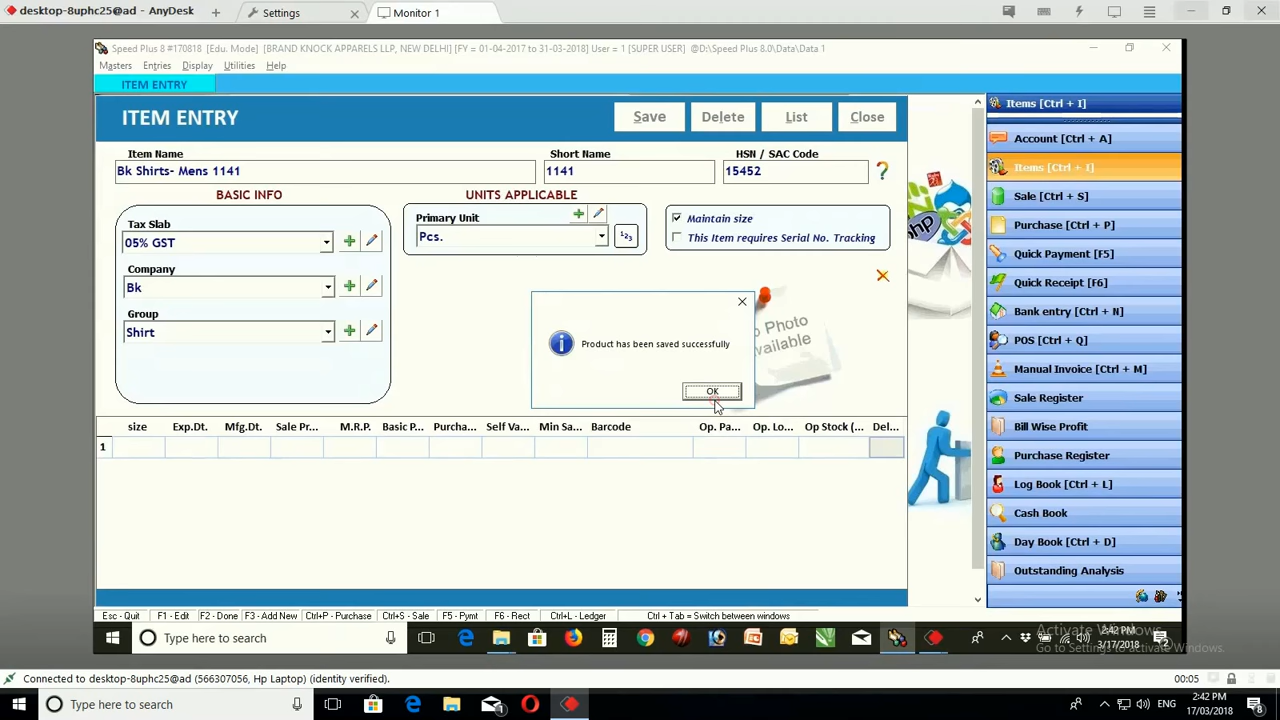 desktop-8uphc25@ad - AnyDesk
Settings
Monitor 1
Speed Plus 8 #170818 [Edu. Mode] [BRAND KNOCK APPARELS LLP, NEW DELHI] [FY = 01-04-2017 to 31-03-2018] User = 1 [SUPER USER] @D:\Speed Plus 8.0\Data\Data 1
Masters Entries Display Utilities Help
ITEM ENTRY
ITEM ENTRY
Save Delete List Close
Item Name Short Name HSN / SAC Code
Bk Shirts- Mens 1141 1141 15452
BASIC INFO UNITS APPLICABLE
Tax Slab
05% GST
Company
Bk
Group
Shirt
Primary Unit
Pcs.
Maintain size
This Item requires Serial No. Tracking
Photo
Product has been saved successfully
OK
size Exp.Dt. Mfg.Dt. Sale Pr... M.R.P. Basic P... Purcha... Self Va... Min Sa... Barcode Op. Pa... Op. Lo... Op Stock (... Del...
1
Items [Ctrl + I]
Account [Ctrl + A]
Items [Ctrl + I]
Sale [Ctrl + S]
Purchase [Ctrl + P]
Quick Payment [F5]
Quick Receipt [F6]
Bank entry [Ctrl + N]
POS [Ctrl + Q]
Manual Invoice [Ctrl + M]
Sale Register
Bill Wise Profit
Purchase Register
Log Book [Ctrl + L]
Cash Book
Day Book [Ctrl + D]
Outstanding Analysis
Esc - Quit F1 - Edit F2 - Done F3 - Add New Ctrl+P - Purchase Ctrl+S - Sale F5 - Pymt F6 - Rect Ctrl+L - Ledger Ctrl + Tab = Switch between windows
Type here to search
2:42 PM
3/17/2018
Activate Windows
Go to Settings to activate Windows.
Connected to desktop-8uphc25@ad (566307056, Hp Laptop) (identity verified).
00:05
Type here to search
ENG
2:42 PM
17/03/2018